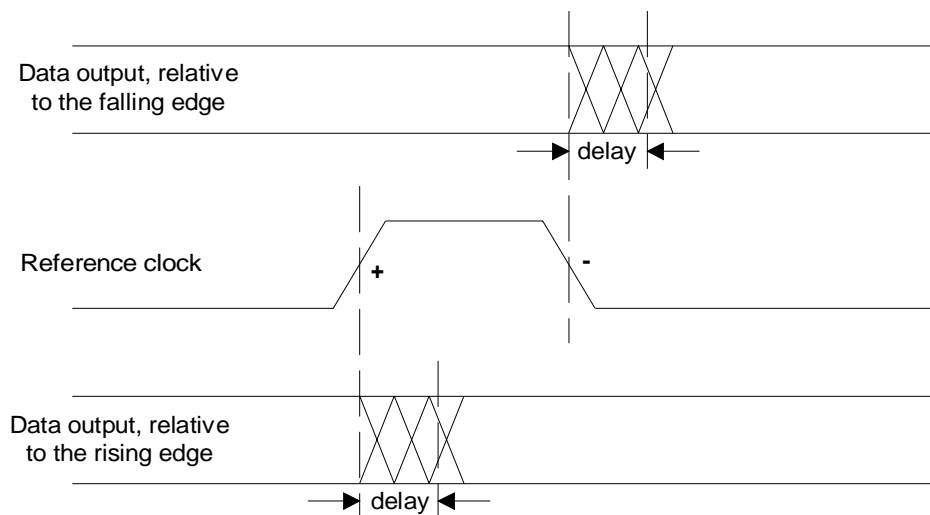 Data output, relative
to the falling edge
delay
Reference clock
+
-
Data output, relative
to the rising edge
delay